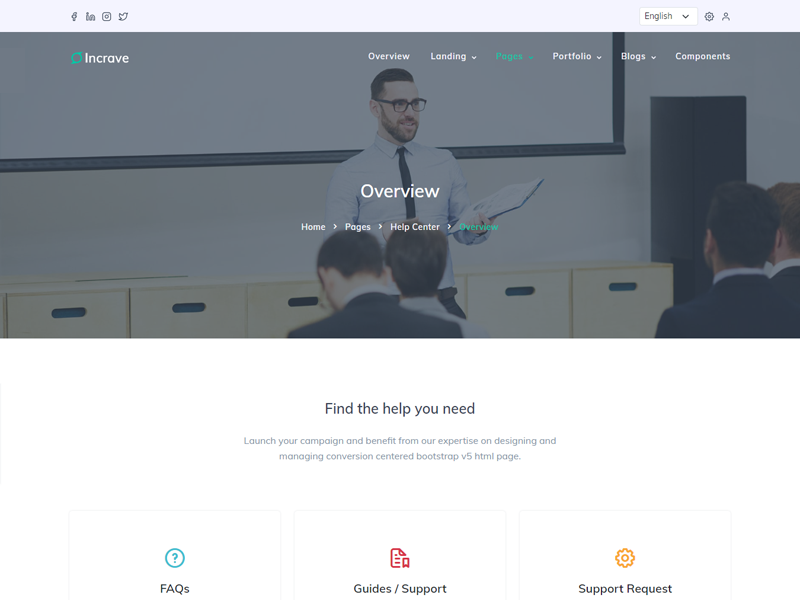 English
Incrave
Overview Landing Pages Portfolio Blogs Components
Overview
Home Pages Help Center Overview
Find the help you need
Launch your campaign and benefit from our expertise on designing and
managing conversion centered bootstrap v5 html page.
FAQs
Guides / Support
Support Request